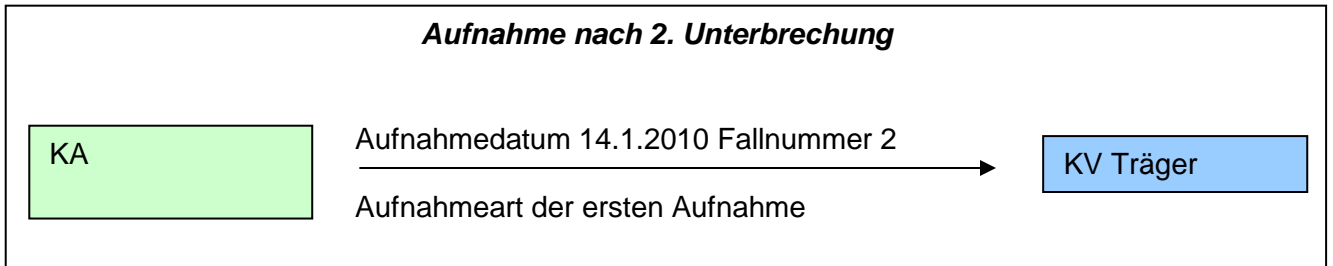 Aufnahme nach 2. Unterbrechung
KA
Aufnahmedatum 14.1.2010 Fallnummer 2
Aufnahmeart der ersten Aufnahme
KV Träger